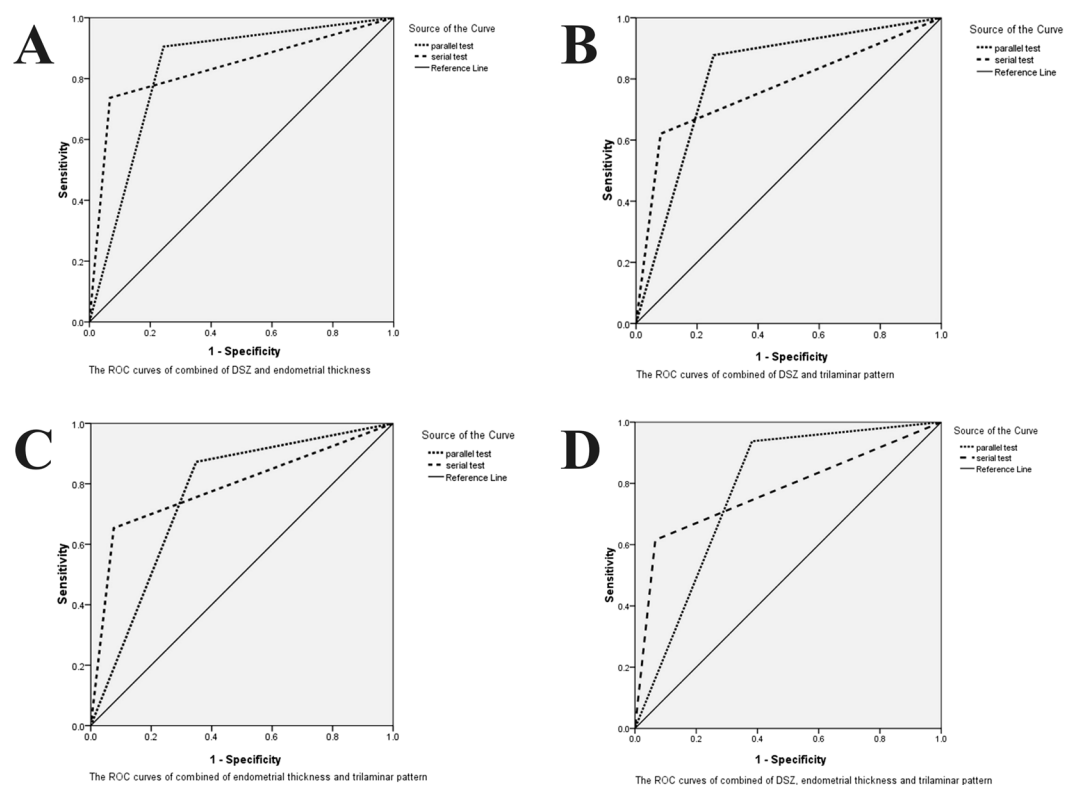 A
1.0
0.8
0.6
0.4
0.2
0.0
Sensitivity
0.0 0.2 0.4 0.6 0.8 1.0
1 - Specificity
Source of the Curve
parallel test
serial test
Reference Line
The ROC curves of combined of DSZ and endometrial thickness
B
1.0
0.8
0.6
0.4
0.2
0.0
Sensitivity
0.0 0.2 0.4 0.6 0.8 1.0
1 - Specificity
Source of the Curve
parallel test
serial test
Reference Line
The ROC curves of combined of DSZ and trilaminar pattern
C
1.0
0.8
0.6
0.4
0.2
0.0
Sensitivity
0.0 0.2 0.4 0.6 0.8 1.0
1 - Specificity
Source of the Curve
parallel test
serial test
Reference Line
The ROC curves of combined of endometrial thickness and trilaminar pattern
D
1.0
0.8
0.6
0.4
0.2
0.0
Sensitivity
0.0 0.2 0.4 0.6 0.8 1.0
1 - Specificity
Source of the Curve
parallel test
serial test
Reference Line
The ROC curves of combined of DSZ, endometrial thickness and trilaminar pattern